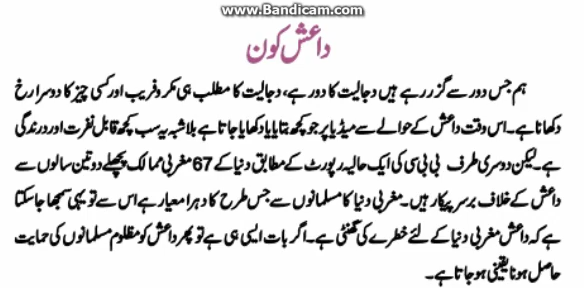 www.Bandicam.com
داعش کون
ہم جس دور سے گزر رہے ہیں دجالیت کا دور ہے، دجالیت کا مطلب ہی مکر و فریب اور کسی چیز کا دوسرا رخ
دکھانا ہے۔ اس وقت داعش کے حوالے سے میڈیا پر جو کچھ بتایا یا دکھایا جاتا ہے بلاشبہ یہ سب کچھ قابل نفرت اور درندگی
ہے۔ لیکن دوسری طرف بی بی سی کی ایک حالیہ رپورٹ کے مطابق دنیا کے 67 مغربی ممالک پچھلے دو تین سالوں سے
داعش کے خلاف برسرپیکار ہیں۔ مغربی دنیا کا مسلمانوں سے جس طرح کا دہرا معیار ہے اس سے تو یہی سمجھا جاسکتا
ہے کہ داعش مغربی دنیا کے لئے خطرے کی گھنٹی ہے۔ اگر بات ایسی ہی ہے تو پھر داعش کو مظلوم مسلمانوں کی حمایت
حاصل ہونا یقینی ہو جاتا ہے۔